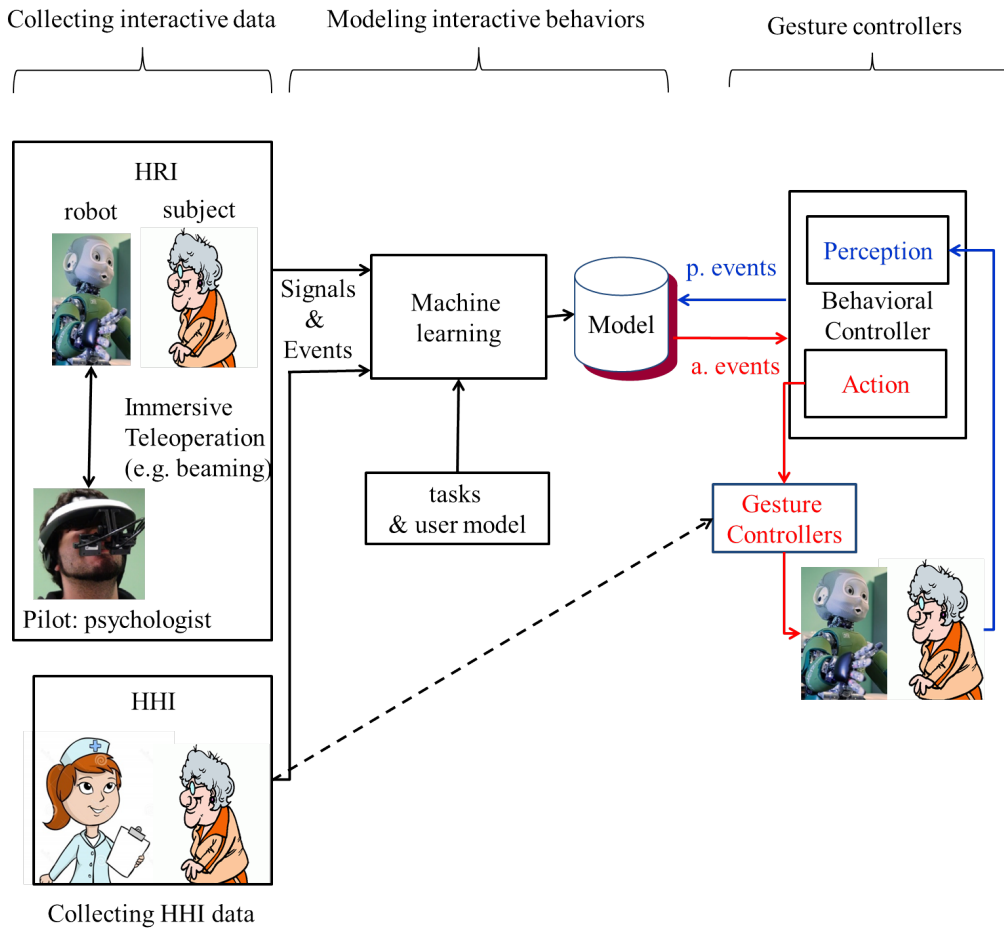 Collecting interactive data
Modeling interactive behaviors
Gesture controllers
HRI
robot
subject
Immersive
Teleoperation
(e.g. beaming)
Pilot: psychologist
HHI
Collecting HHI data
Signals
&
Events
Machine
learning
tasks
& user model
Model
p. events
a. events
Perception
Behavioral
Controller
Action
Gesture
Controllers